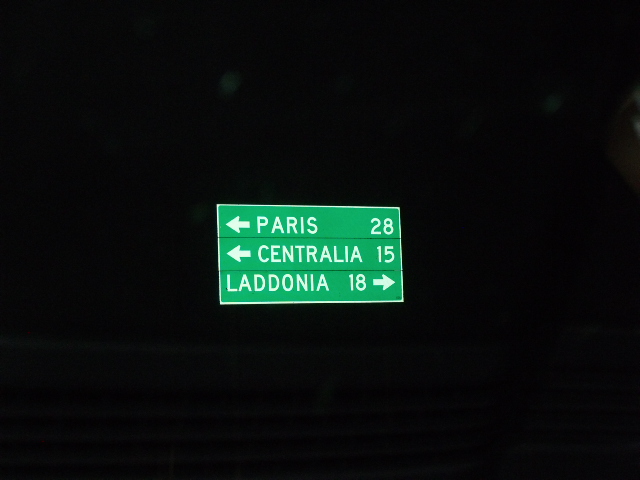 ← PARIS 28
← CENTRALIA 15
LADDONIA 18 →